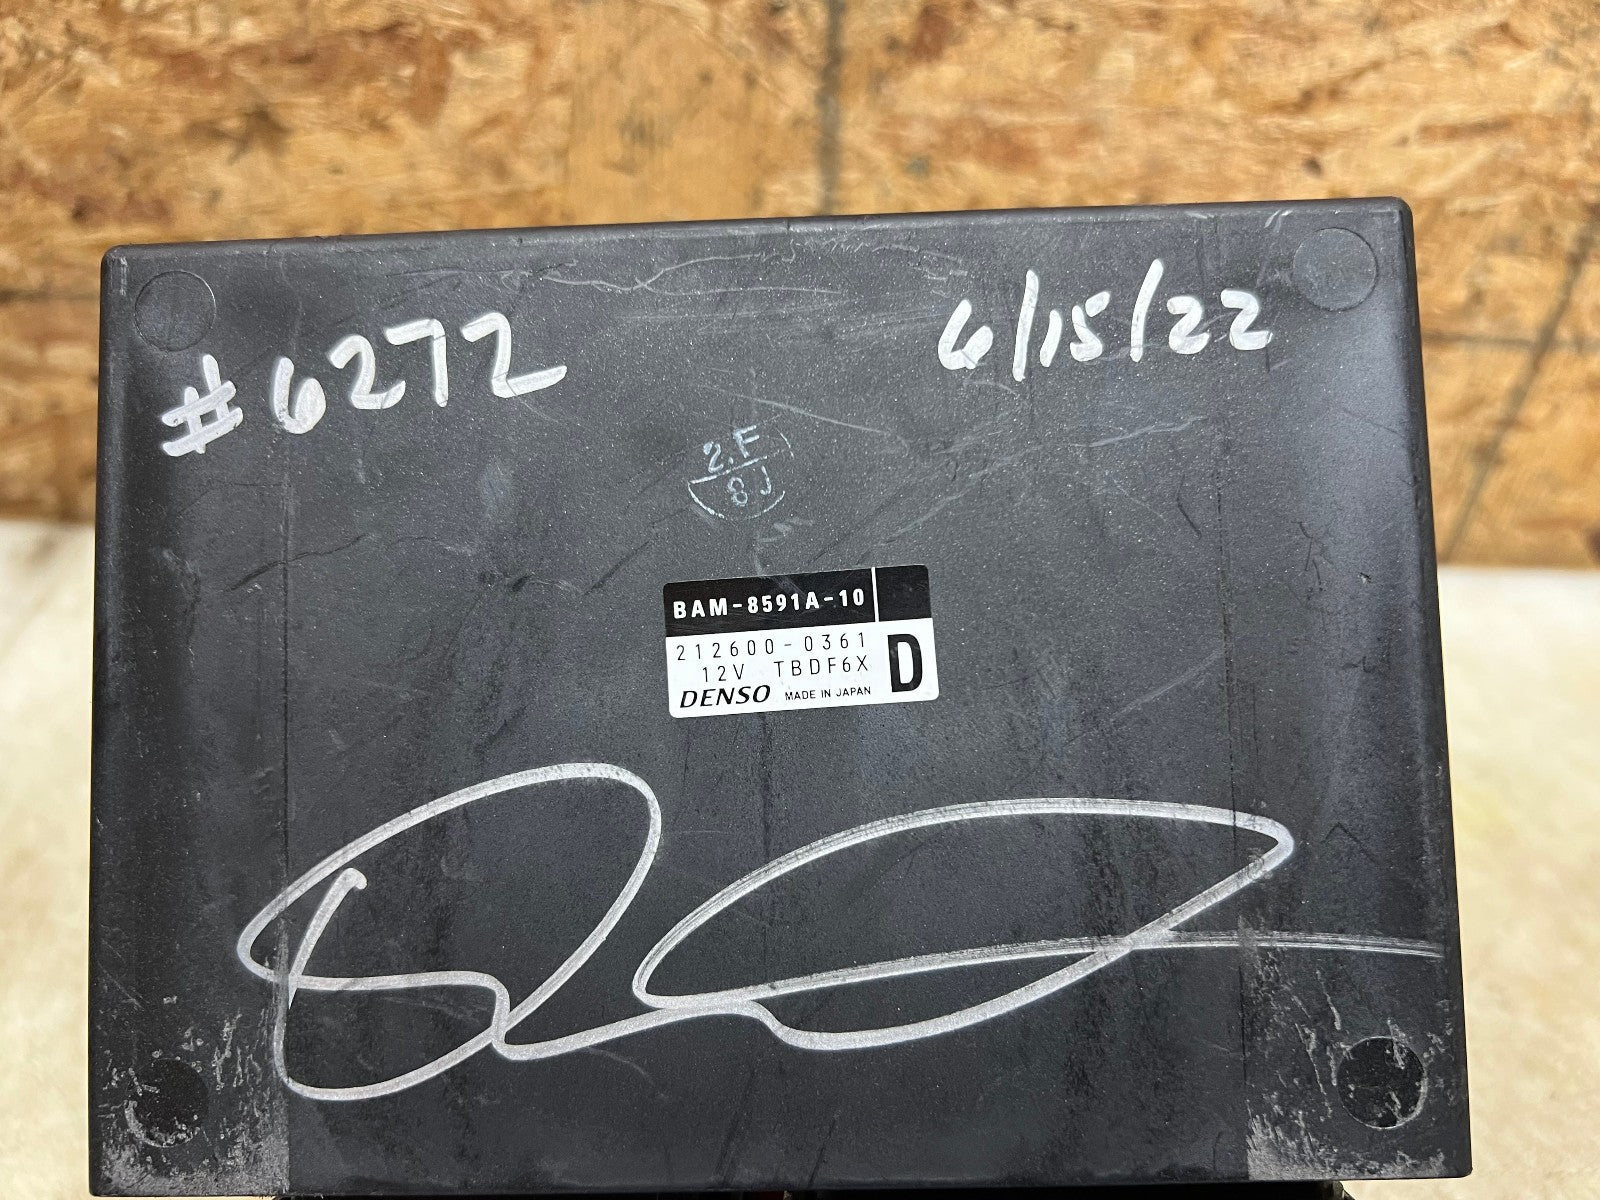 #6272
6/15/22
2.F
8J
BAM-8591A-10
212600-0361
12V TBDF6X
D
DENSO MADE IN JAPAN